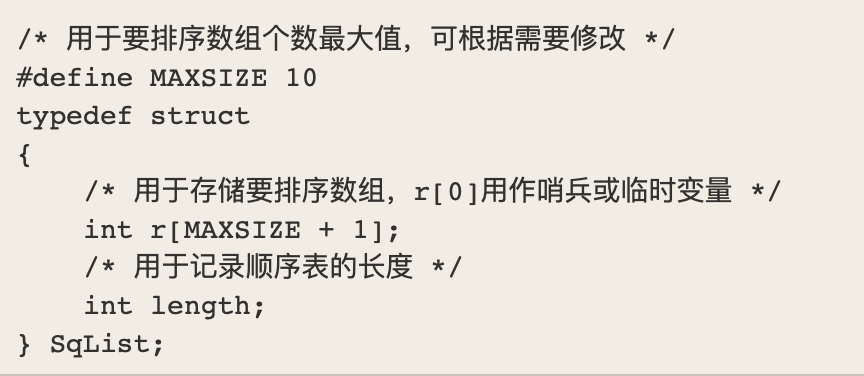 /* 用于要排序数组个数最大值，可根据需要修改 */
#define MAXSIZE 10
typedef struct
{
    /* 用于存储要排序数组，r[0]用作哨兵或临时变量 */
    int r[MAXSIZE + 1];
    /* 用于记录顺序表的长度 */
    int length;
} SqList;